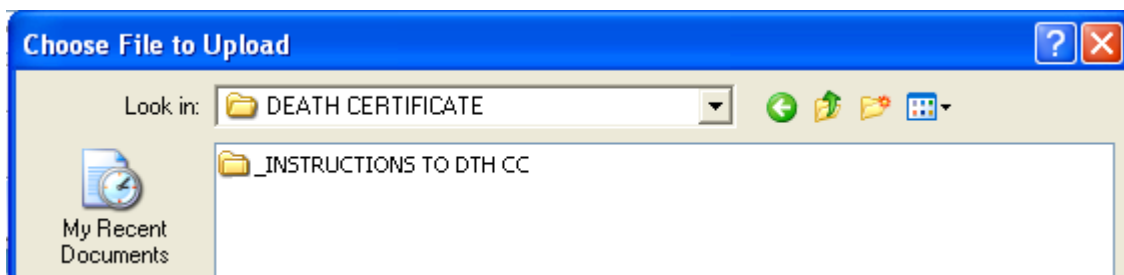 Choose File to Upload
Look in: DEATH CERTIFICATE
_INSTRUCTIONS TO DTH CC
My Recent
Documents